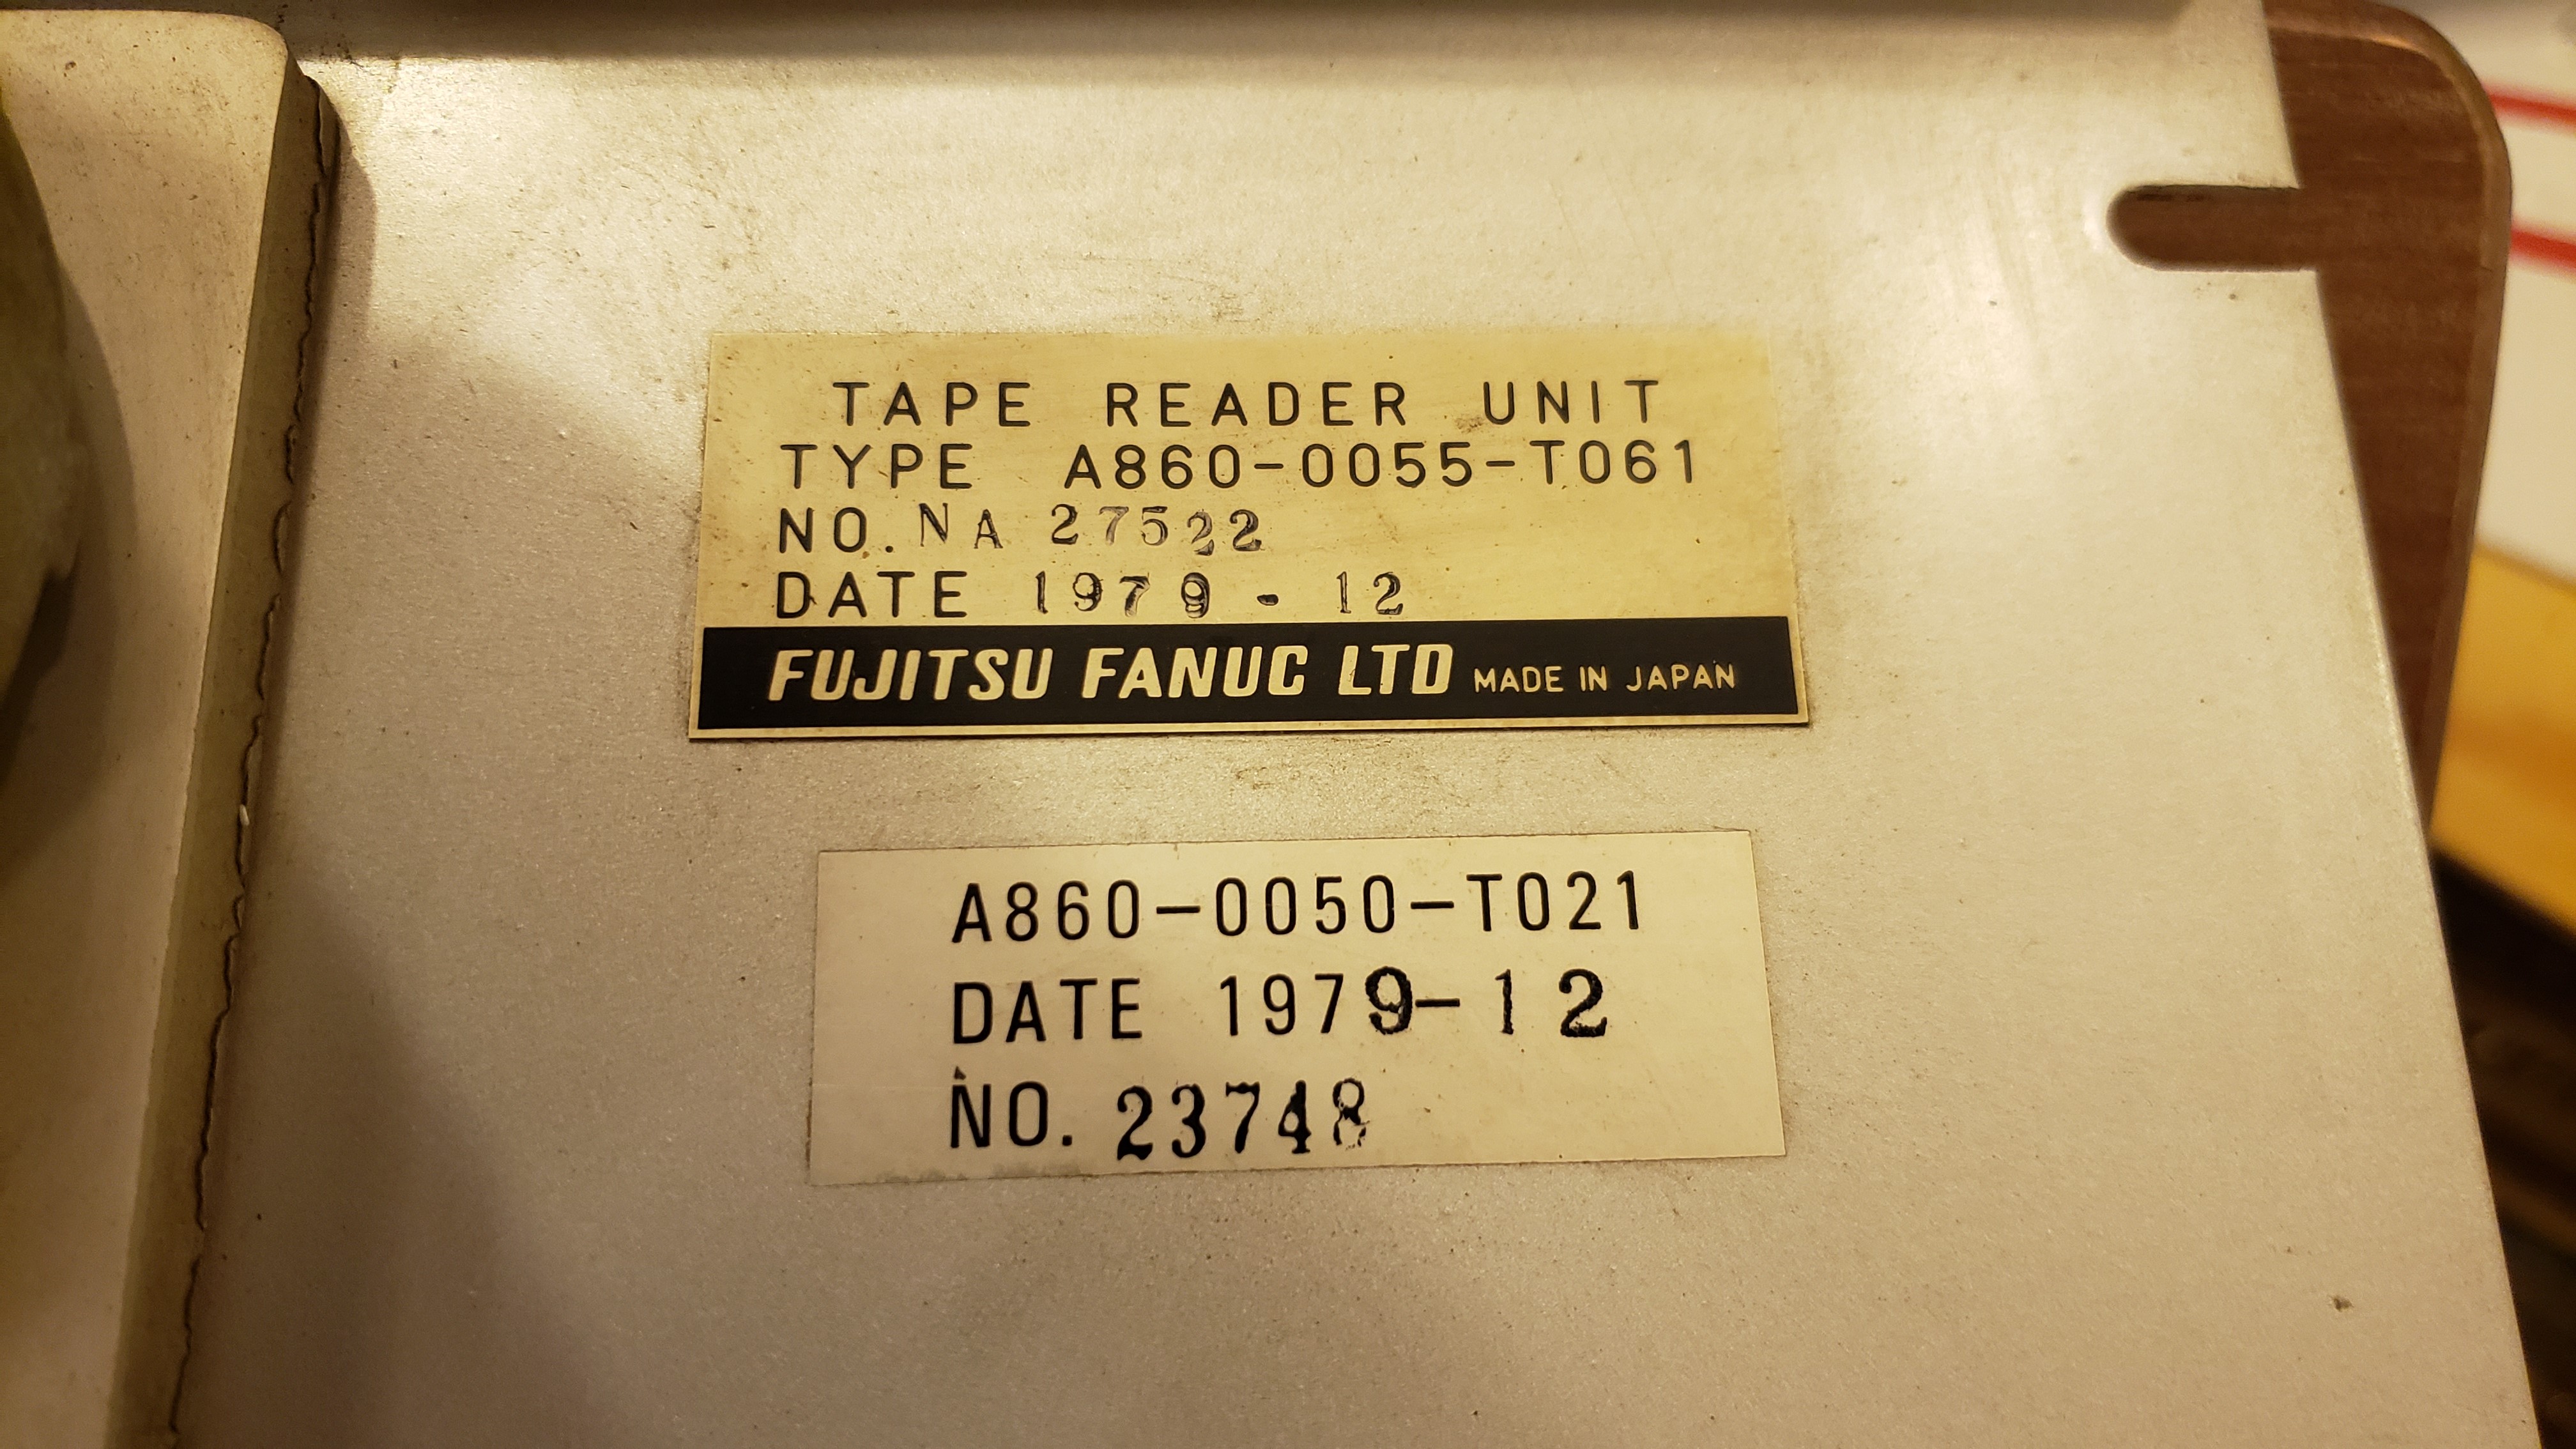 TAPE READER UNIT
TYPE A860-0055-T061
NO. NA 27522
DATE 1979 - 12
FUJITSU FANUC LTD MADE IN JAPAN
A860-0050-T021
DATE 1979-12
NO. 23748